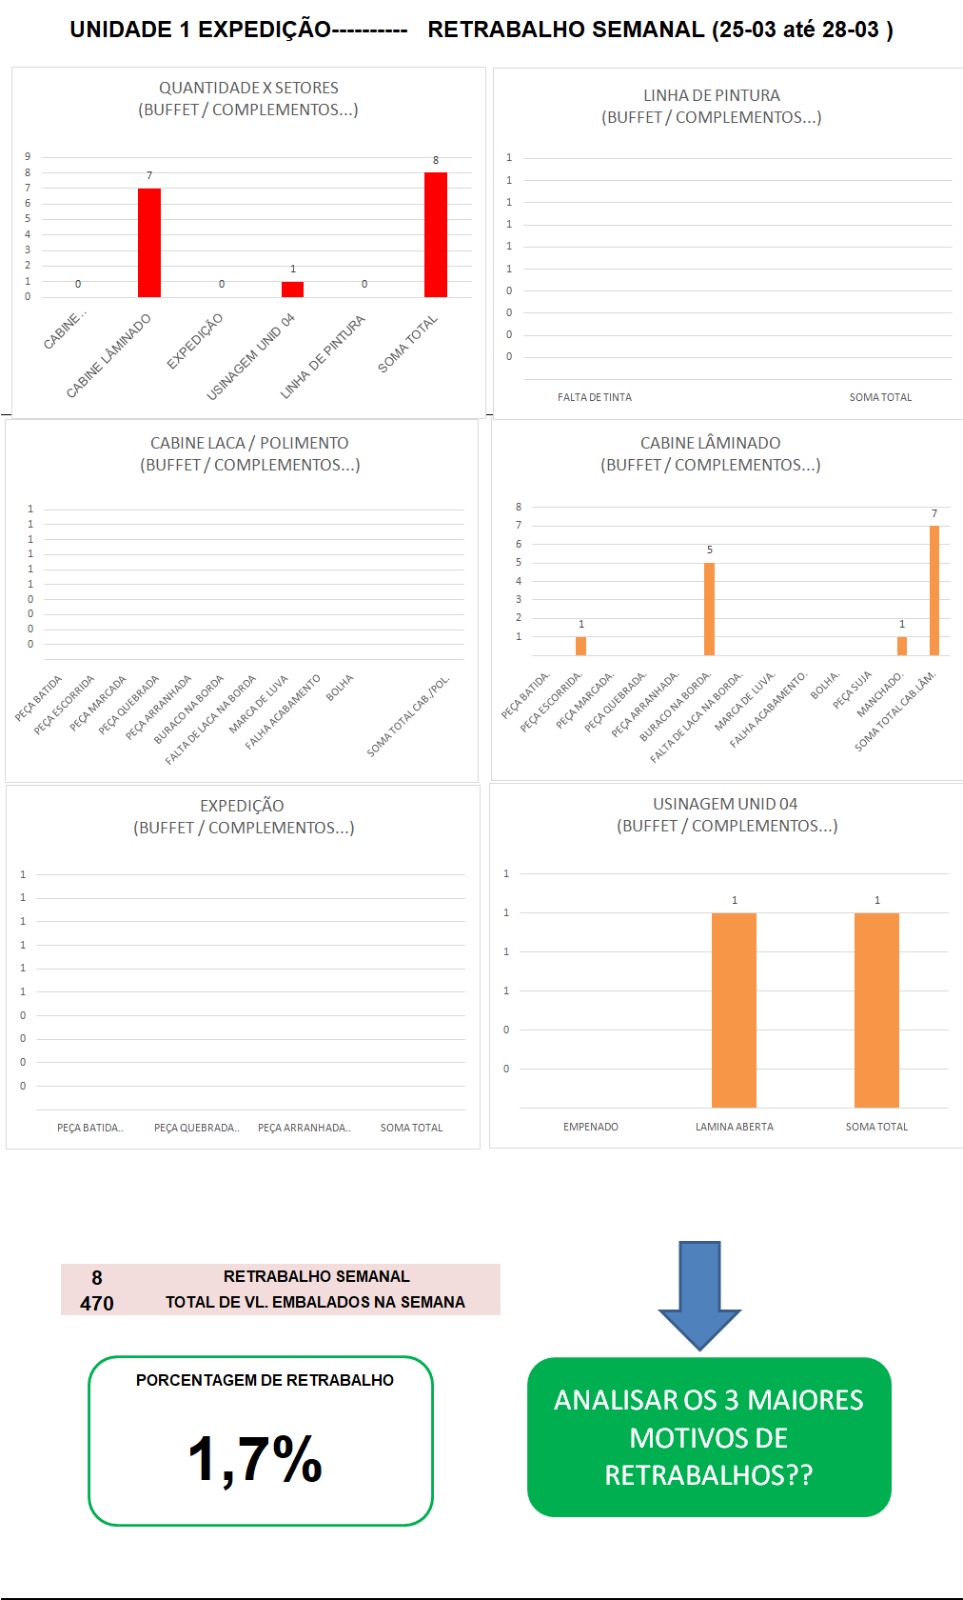 UNIDADE 1 EXPEDIÇÃO---------- RETRABALHO SEMANAL (25-03 até 28-03 )
QUANTIDADE X SETORES
(BUFFET / COMPLEMENTOS...)
9
8
7
6
5
4
3
2
1
0
0
7
0
1
0
8
CABINE..
CABINE LÂMINADO
EXPEDIÇÃO
USINAGEM UNID 04
LINHA DE PINTURA
SOMA TOTAL
LINHA DE PINTURA
(BUFFET / COMPLEMENTOS...)
1
1
1
1
1
1
0
0
0
0
FALTA DE TINTA
SOMA TOTAL
CABINE LACA / POLIMENTO
(BUFFET / COMPLEMENTOS...)
1
1
1
1
1
1
0
0
0
0
PEÇA BATIDA
PEÇA ESCORRIDA
PEÇA MARCADA
PEÇA QUEBRADA
PEÇA ARRANHADA
BURACO NA BORDA
FALTA DE LACA NA BORDA
MARCA DE LUVA
FALHA ACABAMENTO
BOLHA
SOMA TOTAL CAB./POL.
CABINE LÂMINADO
(BUFFET / COMPLEMENTOS...)
8
7
6
5
4
3
2
1
1
5
1
7
PEÇA BATIDA.
PEÇA ESCORRIDA.
PEÇA MARCADA.
PEÇA QUEBRADA.
PEÇA ARRANHADA.
BURACO NA BORDA.
FALTA DE LACA NA BORDA.
MARCA DE LUVA.
FALHA ACABAMENTO.
BOLHA.
PEÇA SUJA
MANCHADO.
SOMA TOTAL CAB.LÂM.
EXPEDIÇÃO
(BUFFET / COMPLEMENTOS...)
1
1
1
1
1
1
0
0
0
0
PEÇA BATIDA..
PEÇA QUEBRADA..
PEÇA ARRANHADA..
SOMA TOTAL
USINAGEM UNID 04
(BUFFET / COMPLEMENTOS...)
1
1
1
1
0
0
1
1
EMPENADO
LAMINA ABERTA
SOMA TOTAL
8 RETRABALHO SEMANAL
470 TOTAL DE VL. EMBALADOS NA SEMANA
PORCENTAGEM DE RETRABALHO
1,7%
ANALISAR OS 3 MAIORES
MOTIVOS DE
RETRABALHOS??